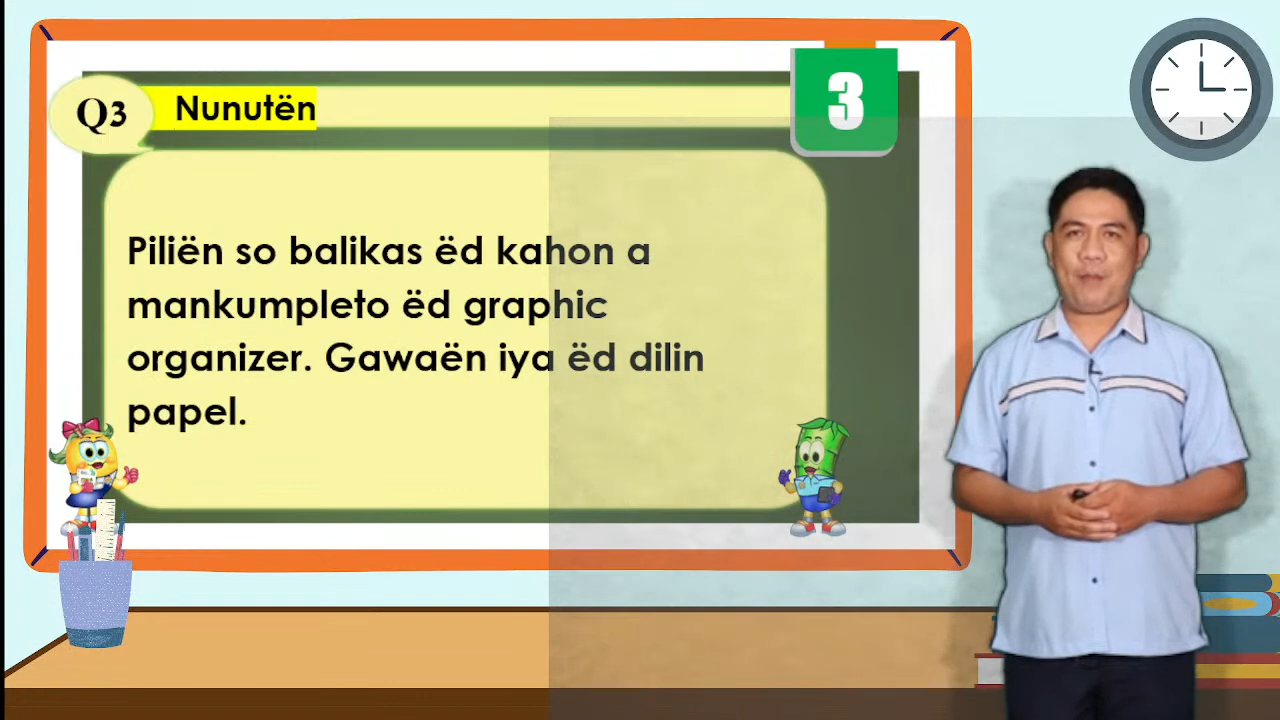 Q3
Nunutën
3
Piliën so balikas ëd kahon a
mankumpleto ëd graphic
organizer. Gawaën iya ëd dilin
papel.